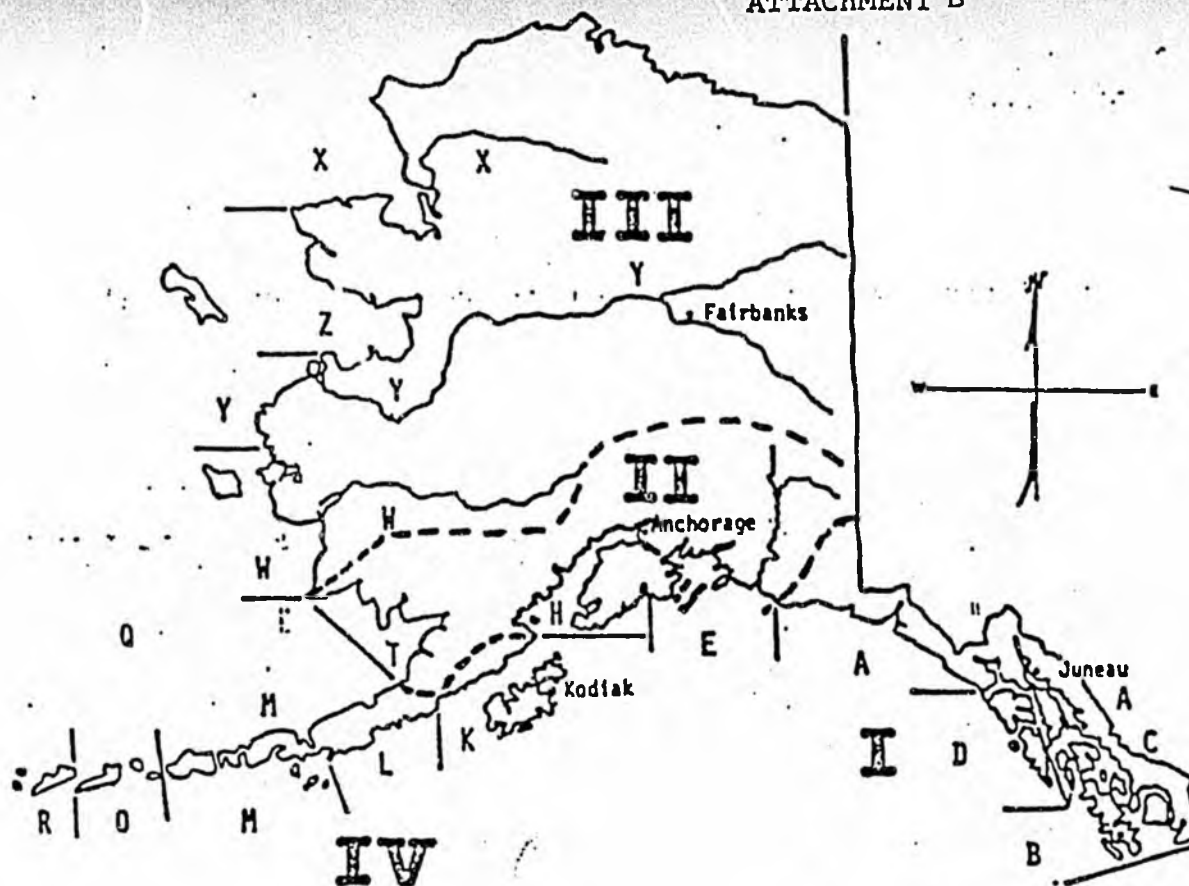 ATTACHMENT B
X
X
III
N
Y
Fairbanks
Z
W
E
Y
Y
II
W
Anchorage
W
H
Q
E
T
A
Kodiak
Juneau
A
M
K
I
D
C
L
R
O
M
B
IV